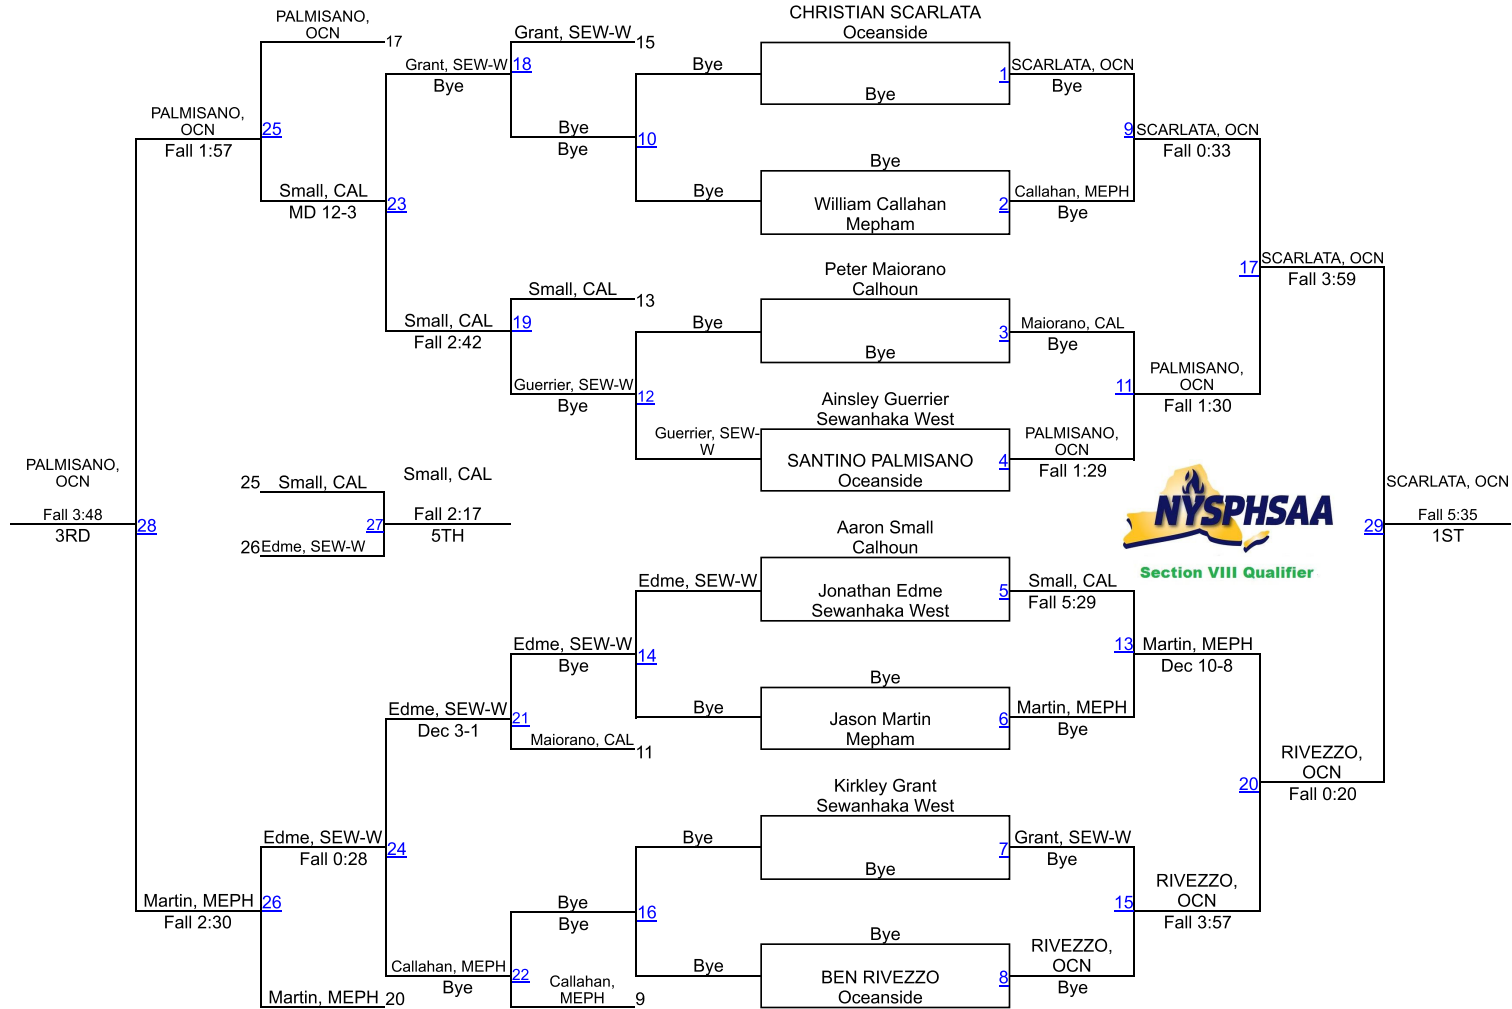 PALMISANO,
OCN
17
Grant, SEW-W
15
CHRISTIAN SCARLATA
Oceanside
Grant, SEW-W
18
Bye
Bye
1
SCARLATA, OCN
Bye
Bye
PALMISANO,
OCN
25
Fall 1:57
Bye
Bye
10
9
SCARLATA, OCN
Fall 0:33
Bye
Small, CAL
MD 12-3
23
Bye
William Callahan
Mepham
2
Callahan, MEPH
Bye
Peter Maiorano
Calhoun
17
SCARLATA, OCN
Fall 3:59
Small, CAL
13
Small, CAL
19
Fall 2:42
Bye
3
Maiorano, CAL
Bye
Bye
Guerrier, SEW-W
Bye
12
11
PALMISANO,
OCN
Fall 1:30
Ainsley Guerrier
Sewanhaka West
Guerrier, SEW-
W
SANTINO PALMISANO
Oceanside
4
PALMISANO,
OCN
Fall 1:29
PALMISANO,
OCN
Fall 3:48
3RD
28
25
Small, CAL
Small, CAL
27
Fall 2:17
5TH
26
Edme, SEW-W
NYSPHSAA
Section VIII Qualifier
SCARLATA, OCN
29
Fall 5:35
1ST
Aaron Small
Calhoun
Edme, SEW-W
Jonathan Edme
Sewanhaka West
5
Small, CAL
Fall 5:29
Edme, SEW-W
Bye
14
13
Martin, MEPH
Dec 10-8
Bye
Edme, SEW-W
Dec 3-1
21
Bye
Jason Martin
Mepham
6
Martin, MEPH
Bye
Maiorano, CAL
11
RIVEZZO,
OCN
20
Fall 0:20
Kirkley Grant
Sewanhaka West
Edme, SEW-W
Fall 0:28
24
Bye
7
Grant, SEW-W
Bye
Bye
Martin, MEPH
Fall 2:30
26
Bye
Bye
16
15
RIVEZZO,
OCN
Fall 3:57
Bye
Callahan, MEPH
Bye
22
Bye
BEN RIVEZZO
Oceanside
8
RIVEZZO,
OCN
Bye
Callahan,
MEPH
9
Martin, MEPH
20